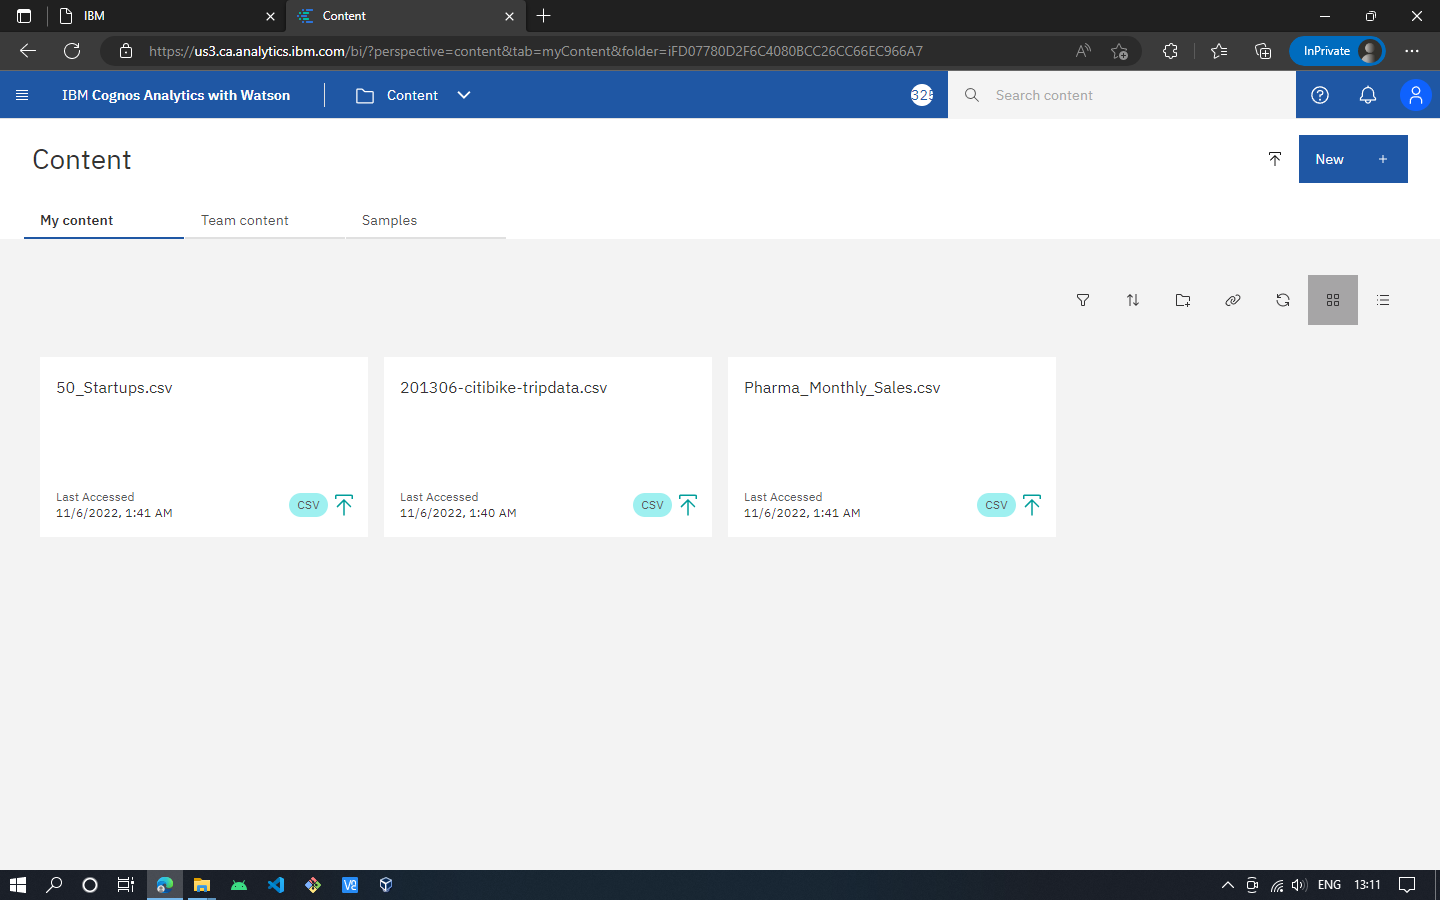 IBM
Content
https://us3.ca.analytics.ibm.com/bi/?perspective=content&tab=myContent&folder=iFD07780D2F6C4080BCC26CC66EC966A7
InPrivate
IBM Cognos Analytics with Watson
Content
325
Search content
Content
New
My content
Team content
Samples
50_Startups.csv
Last Accessed
11/6/2022, 1:41 AM
CSV
201306-citibike-tripdata.csv
Last Accessed
11/6/2022, 1:40 AM
CSV
Pharma_Monthly_Sales.csv
Last Accessed
11/6/2022, 1:41 AM
CSV
ENG
13:11